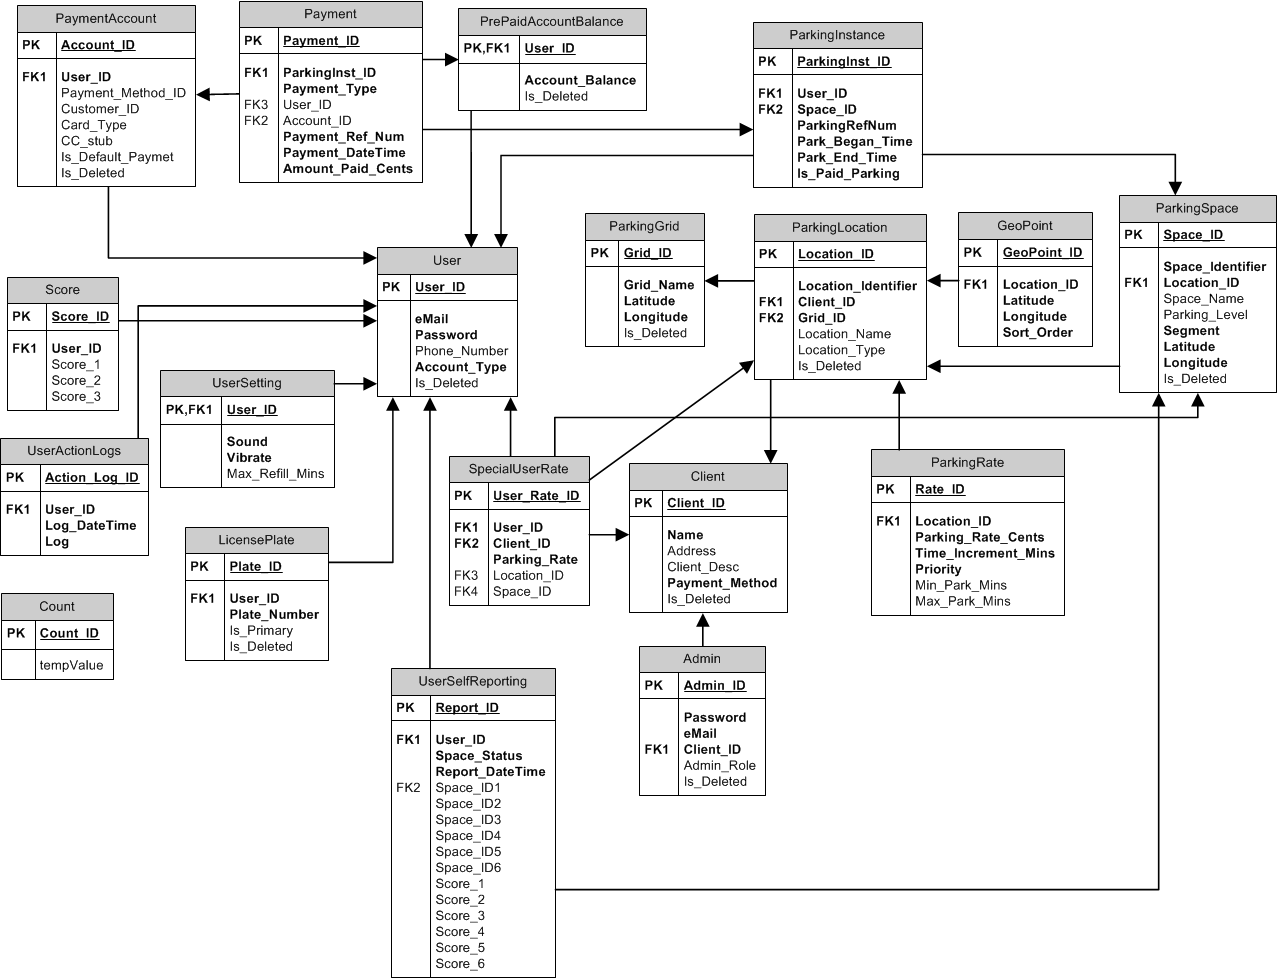 PaymentAccount
PK Account_ID
FK1 User_ID
Payment_Method_ID
Customer_ID
Card_Type
CC_stub
Is_Default_Paymet
Is_Deleted
Payment
PK Payment_ID
FK1 ParkingInst_ID
Payment_Type
FK3 User_ID
FK2 Account_ID
Payment_Ref_Num
Payment_DateTime
Amount_Paid_Cents
PrePaidAccountBalance
PK,FK1 User_ID
Account_Balance
Is_Deleted
ParkingInstance
PK ParkingInst_ID
FK1 User_ID
FK2 Space_ID
ParkingRefNum
Park_Began_Time
Park_End_Time
Is_Paid_Parking
ParkingGrid
PK Grid_ID
Grid_Name
Latitude
Longitude
Is_Deleted
ParkingLocation
PK Location_ID
Location_Identifier
FK1 Client_ID
FK2 Grid_ID
Location_Name
Location_Type
Is_Deleted
GeoPoint
PK GeoPoint_ID
FK1 Location_ID
Latitude
Longitude
Sort_Order
ParkingSpace
PK Space_ID
Space_Identifier
FK1 Location_ID
Space_Name
Parking_Level
Segment
Latitude
Longitude
Is_Deleted
User
PK User_ID
eMail
Password
Phone_Number
Account_Type
Is_Deleted
Score
PK Score_ID
FK1 User_ID
Score_1
Score_2
Score_3
UserSetting
PK,FK1 User_ID
Sound
Vibrate
Max_Refill_Mins
UserActionLogs
PK Action_Log_ID
FK1 User_ID
Log_DateTime
Log
SpecialUserRate
PK User_Rate_ID
FK1 User_ID
FK2 Client_ID
Parking_Rate
FK3 Location_ID
FK4 Space_ID
Client
PK Client_ID
Name
Address
Client_Desc
Payment_Method
Is_Deleted
ParkingRate
PK Rate_ID
FK1 Location_ID
Parking_Rate_Cents
Time_Increment_Mins
Priority
Min_Park_Mins
Max_Park_Mins
LicensePlate
PK Plate_ID
FK1 User_ID
Plate_Number
Is_Primary
Is_Deleted
Count
PK Count_ID
tempValue
UserSelfReporting
PK Report_ID
FK1 User_ID
Space_Status
Report_DateTime
FK2 Space_ID1
Space_ID2
Space_ID3
Space_ID4
Space_ID5
Space_ID6
Score_1
Score_2
Score_3
Score_4
Score_5
Score_6
Admin
PK Admin_ID
Password
eMail
FK1 Client_ID
Admin_Role
Is_Deleted